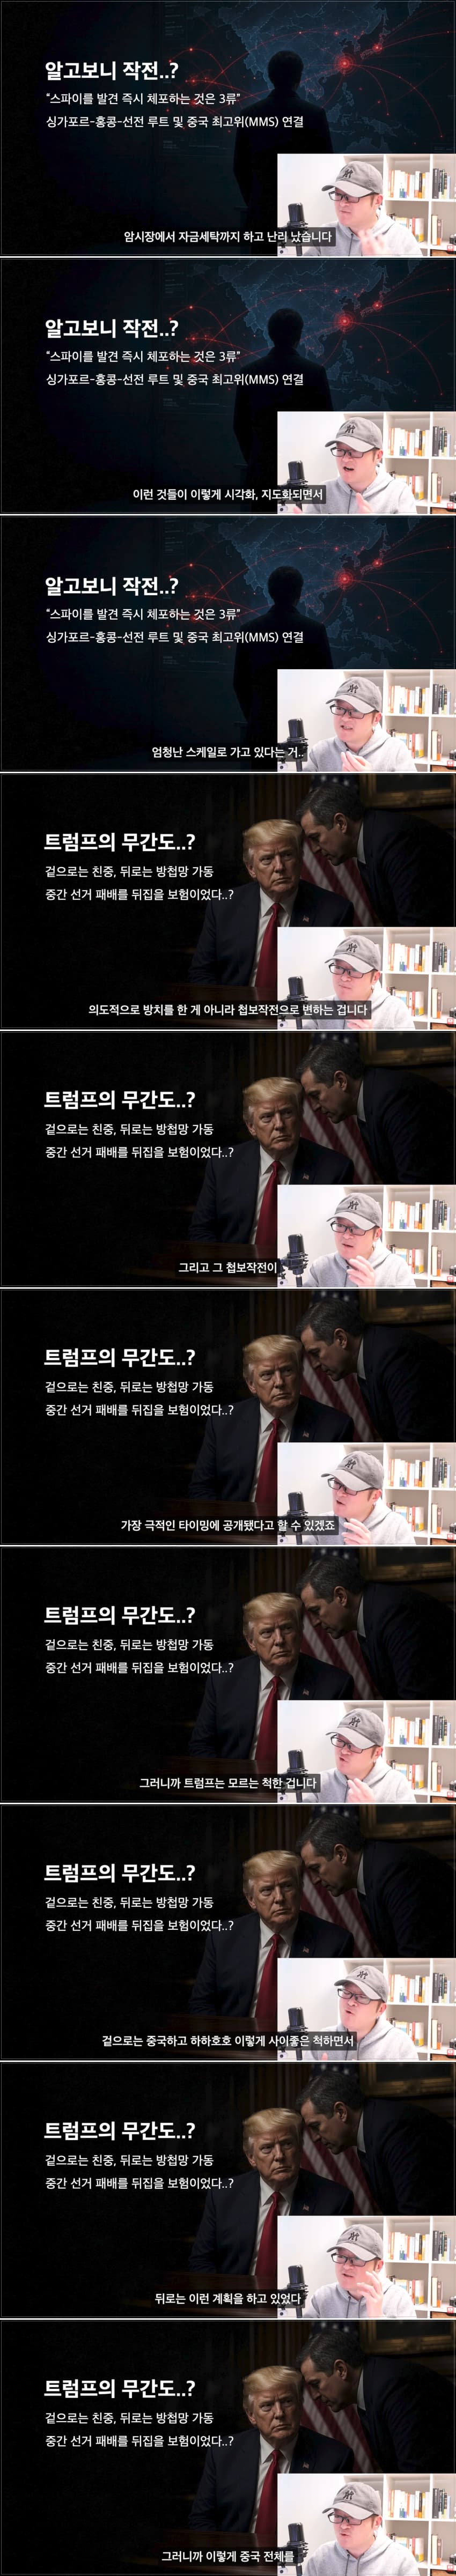 알고보니 작전..?
"스파이를 발견 즉시 체포하는 것은 3류"
싱가포르-홍콩-선전 루트 및 중국 최고위(MMS) 연결
암시장에서 자금세탁까지 하고 난리 났습니다
알고보니 작전..?
"스파이를 발견 즉시 체포하는 것은 3류"
싱가포르-홍콩-선전 루트 및 중국 최고위(MMS) 연결
이런 것들이 이렇게 시각화, 지도화되면서
알고보니 작전..?
"스파이를 발견 즉시 체포하는 것은 3류"
싱가포르-홍콩-선전 루트 및 중국 최고위(MMS) 연결
엄청난 스케일로 가고 있다는 거..
트럼프의 무간도..?
겉으로는 친중, 뒤로는 방첩망 가동
중간 선거 패배를 뒤집을 보험이었다..?
의도적으로 방치를 한 게 아니라 첩보작전으로 변하는 겁니다
트럼프의 무간도..?
겉으로는 친중, 뒤로는 방첩망 가동
중간 선거 패배를 뒤집을 보험이었다..?
그리고 그 첩보작전이
트럼프의 무간도..?
겉으로는 친중, 뒤로는 방첩망 가동
중간 선거 패배를 뒤집을 보험이었다..?
가장 극적인 타이밍에 공개됐다고 할 수 있겠죠
트럼프의 무간도..?
겉으로는 친중, 뒤로는 방첩망 가동
중간 선거 패배를 뒤집을 보험이었다..?
그러니까 트럼프는 모르는 척한 겁니다
트럼프의 무간도..?
겉으로는 친중, 뒤로는 방첩망 가동
중간 선거 패배를 뒤집을 보험이었다..?
겉으로는 중국하고 하하호호 이렇게 사이좋은 척하면서
트럼프의 무간도..?
겉으로는 친중, 뒤로는 방첩망 가동
중간 선거 패배를 뒤집을 보험이었다..?
뒤로는 이런 계획을 하고 있었다
트럼프의 무간도..?
겉으로는 친중, 뒤로는 방첩망 가동
중간 선거 패배를 뒤집을 보험이었다..?
그러니까 이렇게 중국 전체를